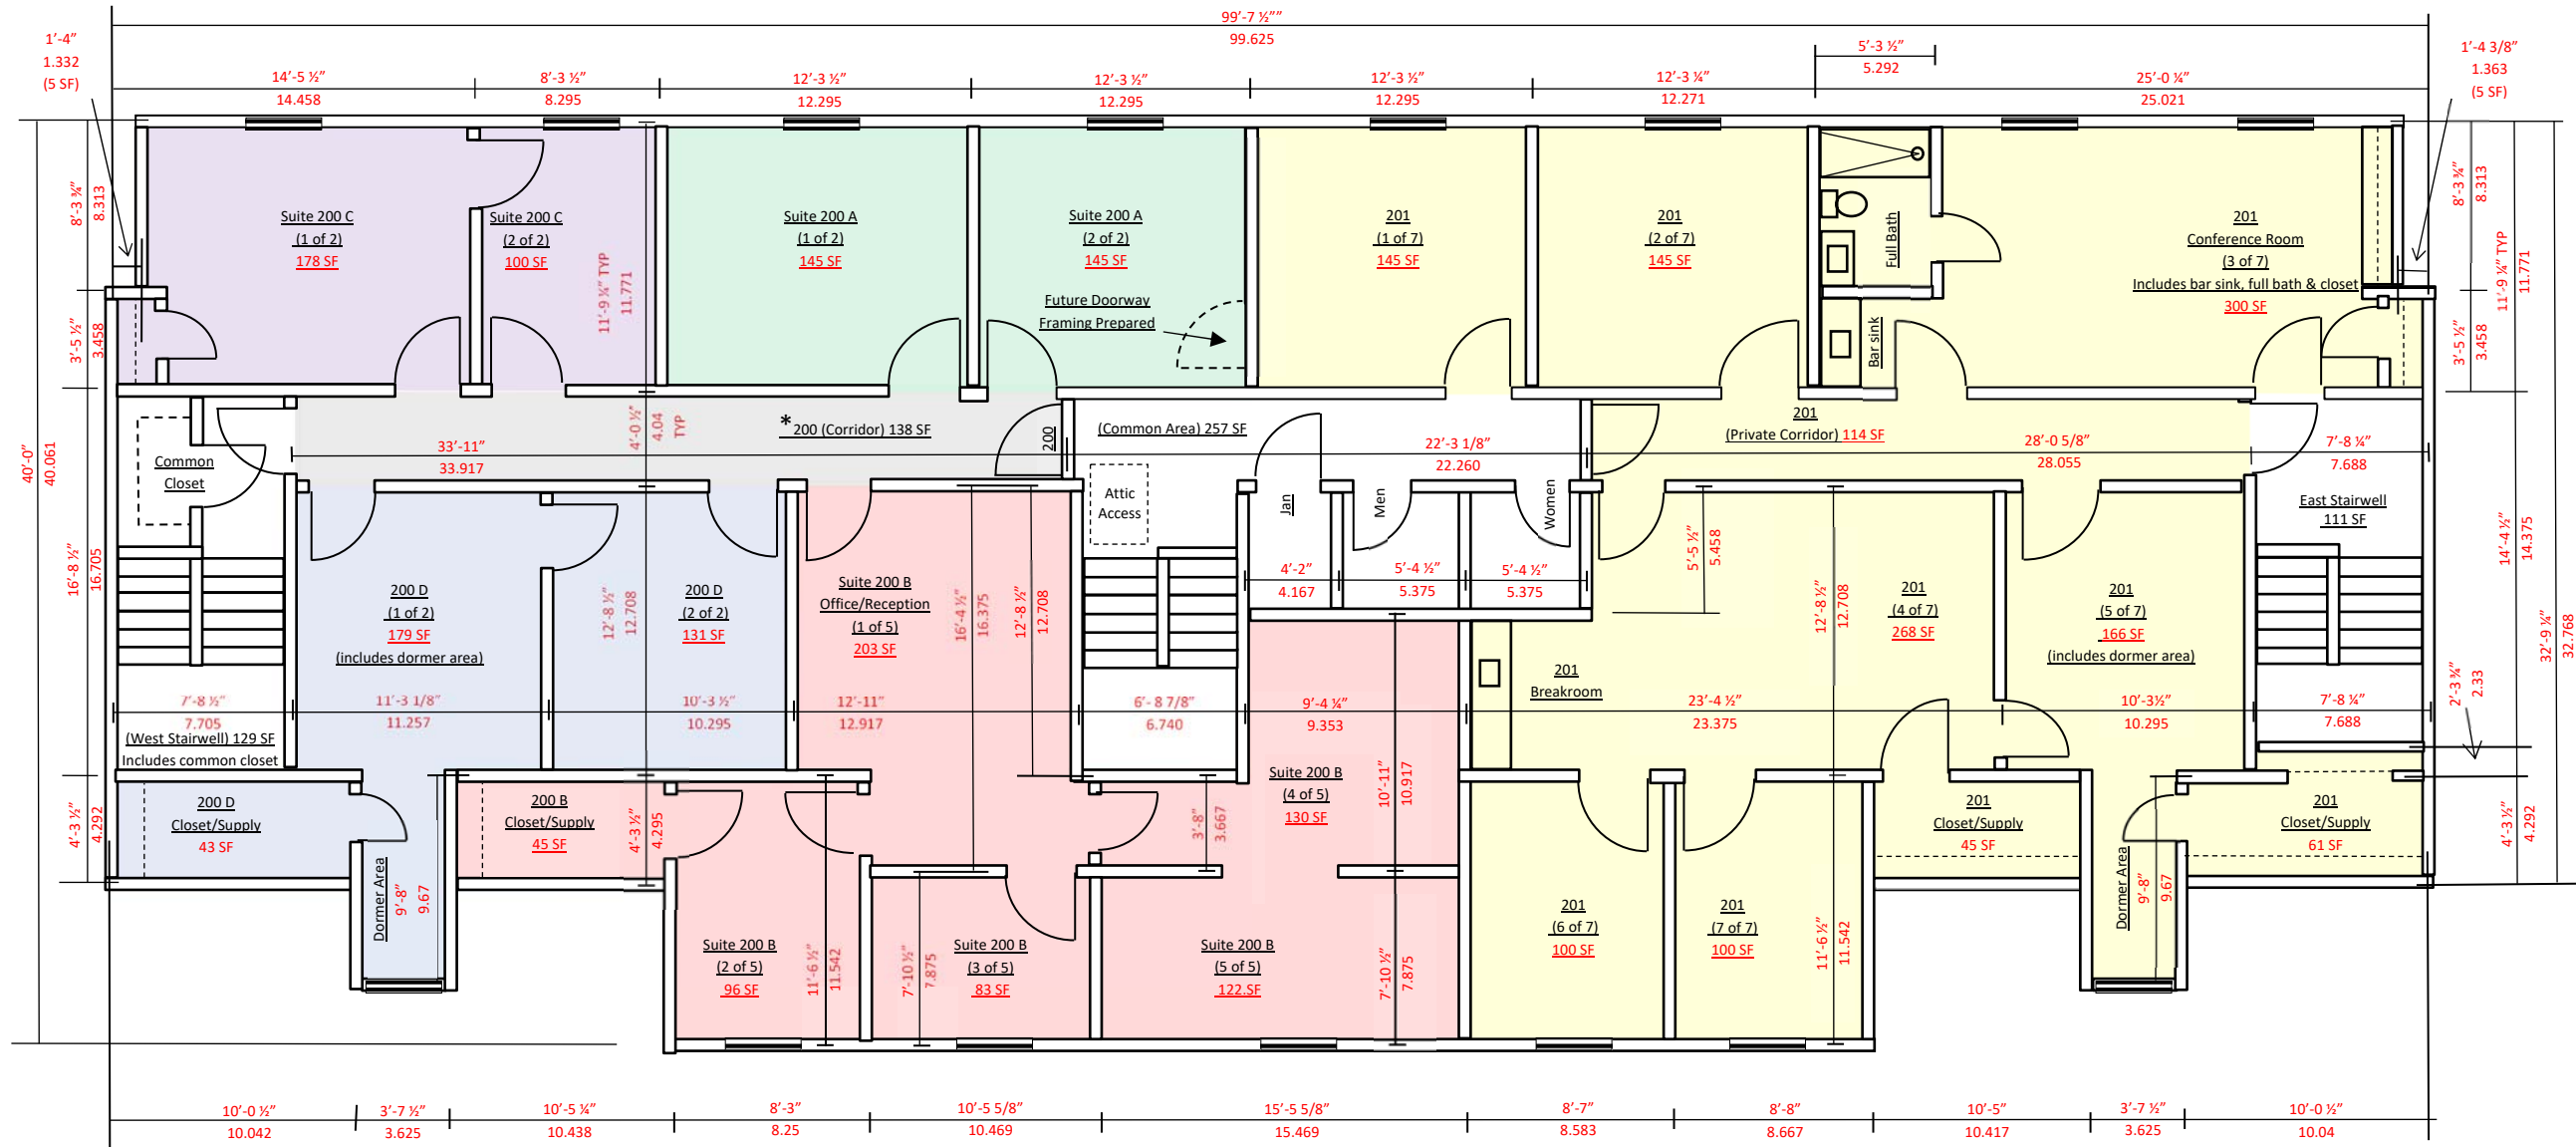 99'-7 ½""
99.625
1'-4"
1.332
(5 SF)
5'-3 ½"
5.292
1'-4 3/8"
1.363
(5 SF)
14'-5 ½"
14.458
8'-3 ½"
8.295
12'-3 ½"
12.295
12'-3 ½"
12.295
12'-3 ½"
12.295
12'-3 ¼"
12.271
25'-0 ¼"
25.021
8'-3 ¾"
8.313
3'-5 ½"
3.458
40'-0"
40.061
16'-8 ½"
16.705
4'-3 ½"
4.292
Suite 200 C
(1 of 2)
178 SF
Suite 200 C
(2 of 2)
100 SF
11'-9 ¼" TYP
11.771
Suite 200 A
(1 of 2)
145 SF
Suite 200 A
(2 of 2)
145 SF
Future Doorway
Framing Prepared
201
(1 of 7)
145 SF
201
(2 of 7)
145 SF
Full Bath
Bar sink
201
Conference Room
(3 of 7)
Includes bar sink, full bath & closet
300 SF
8'-3 ¾"
8.313
11'-9 ¼" TYP
11.771
3'-5 ½"
3.458
Common
Closet
4'-0 ½"
4.04
TYP
*200 (Corridor) 138 SF
33'-11"
33.917
200
(Common Area) 257 SF
22'-3 1/8"
22.260
201
(Private Corridor) 114 SF
28'-0 5/8"
28.055
7'-8 ¼"
7.688
Attic
Access
Jan
Men
Women
4'-2"
4.167
5'-4 ½"
5.375
5'-4 ½"
5.375
5'-5 ½"
5.458
East Stairwell
111 SF
14'-4 ½"
14.375
32'-9 ¼"
32.768
2'-3 ¾"
2.33
4'-3 ½"
4.292
200 D
(1 of 2)
179 SF
(includes dormer area)
12'-8 ½"
12.708
200 D
(2 of 2)
131 SF
Suite 200 B
Office/Reception
(1 of 5)
203 SF
16'-4 ½"
16.375
12'-8 ½"
12.708
12'-8 ½"
12.708
201
(4 of 7)
268 SF
201
(5 of 7)
166 SF
(includes dormer area)
201
Breakroom
7'-8 ½"
7.705
(West Stairwell) 129 SF
Includes common closet
11'-3 1/8"
11.257
10'-3 ½"
10.295
12'-11"
12.917
6'- 8 7/8"
6.740
9'-4 ¼"
9.353
23'-4 ½"
23.375
10'-3½"
10.295
7'-8 ¼"
7.688
200 D
Closet/Supply
43 SF
Dormer Area
9'-8"
9.67
200 B
Closet/Supply
45 SF
4'-3 ½"
4.295
3'-8"
3.667
Suite 200 B
(4 of 5)
130 SF
10'-11"
10.917
201
Closet/Supply
45 SF
Dormer Area
9'-8"
9.67
201
Closet/Supply
61 SF
Suite 200 B
(2 of 5)
96 SF
11'-6 ½"
11.542
7'-10 ½"
7.875
Suite 200 B
(3 of 5)
83 SF
Suite 200 B
(5 of 5)
122.SF
7'-10 ½"
7.875
201
(6 of 7)
100 SF
201
(7 of 7)
100 SF
11'-6 ½"
11.542
10'-0 ½"
10.042
3'-7 ½"
3.625
10'-5 ¼"
10.438
8'-3"
8.25
10'-5 5/8"
10.469
15'-5 5/8"
15.469
8'-7"
8.583
8'-8"
8.667
10'-5"
10.417
3'-7 ½"
3.625
10'-0 ½"
10.04